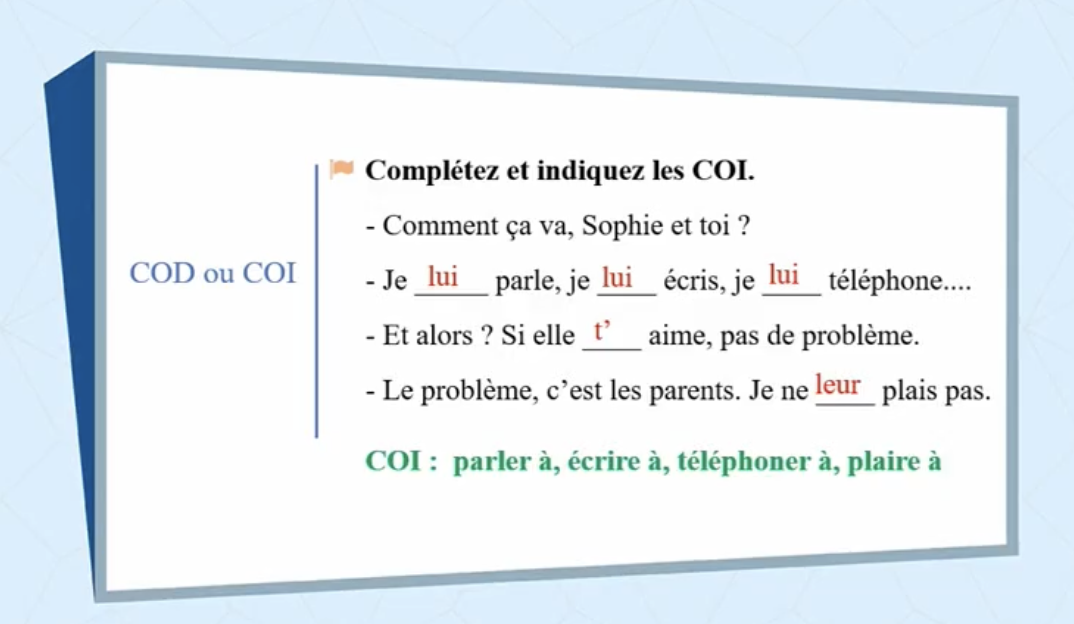 Complétez et indiquez les COI.
- Comment ça va, Sophie et toi ?
COD ou COI
- Je lui parle, je lui écris, je lui téléphone....
- Et alors ? Si elle t’ aime, pas de problème.
- Le problème, c’est les parents. Je ne leur plais pas.
COI : parler à, écrire à, téléphoner à, plaire à